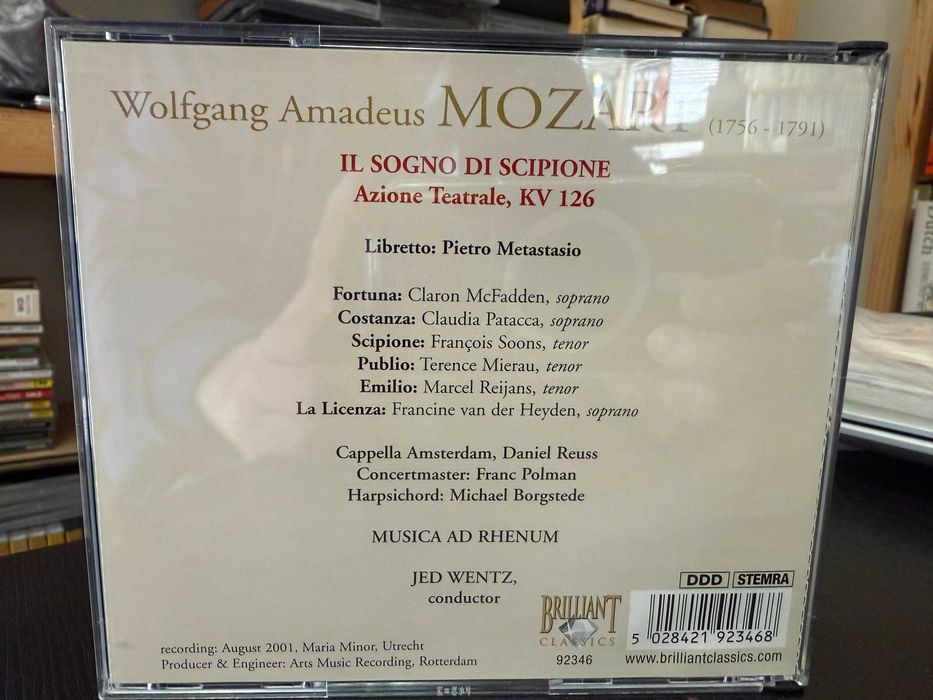 Wolfgang Amadeus MOZART (1756 - 1791)
IL SOGNO DI SCIPIONE
Azione Teatrale, KV 126
Libretto: Pietro Metastasio
Fortuna: Claron McFadden, soprano
Costanza: Claudia Patacca, soprano
Scipione: François Soons, tenor
Publio: Terence Mierau, tenor
Emilio: Marcel Reijans, tenor
La Licenza: Francine van der Heyden, soprano
Cappella Amsterdam, Daniel Reuss
Concertmaster: Franc Polman
Harpsichord: Michael Borgstede
MUSICA AD RHENUM
JED WENTZ,
conductor
DDD STEMRA
BRILLIANT
CLASSICS
92346
5 028421 923468
www.brilliantclassics.com
recording: August 2001, Maria Minor, Utrecht
Producer & Engineer: Arts Music Recording, Rotterdam
Dutch